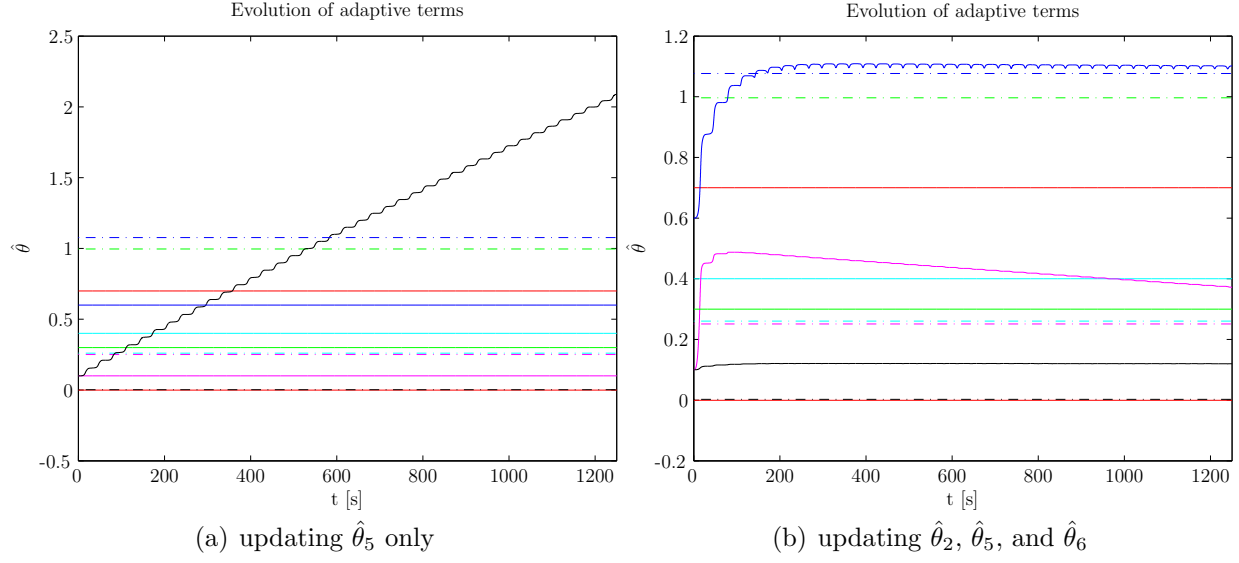 Evolution of adaptive terms
2.5
2
1.5
1
0.5
0
-0.5
θ̂
0 200 400 600 800 1000 1200
t [s]
(a) updating θ̂₅ only
Evolution of adaptive terms
1.2
1
0.8
0.6
0.4
0.2
0
-0.2
θ̂
0 200 400 600 800 1000 1200
t [s]
(b) updating θ̂₂, θ̂₅, and θ̂₆